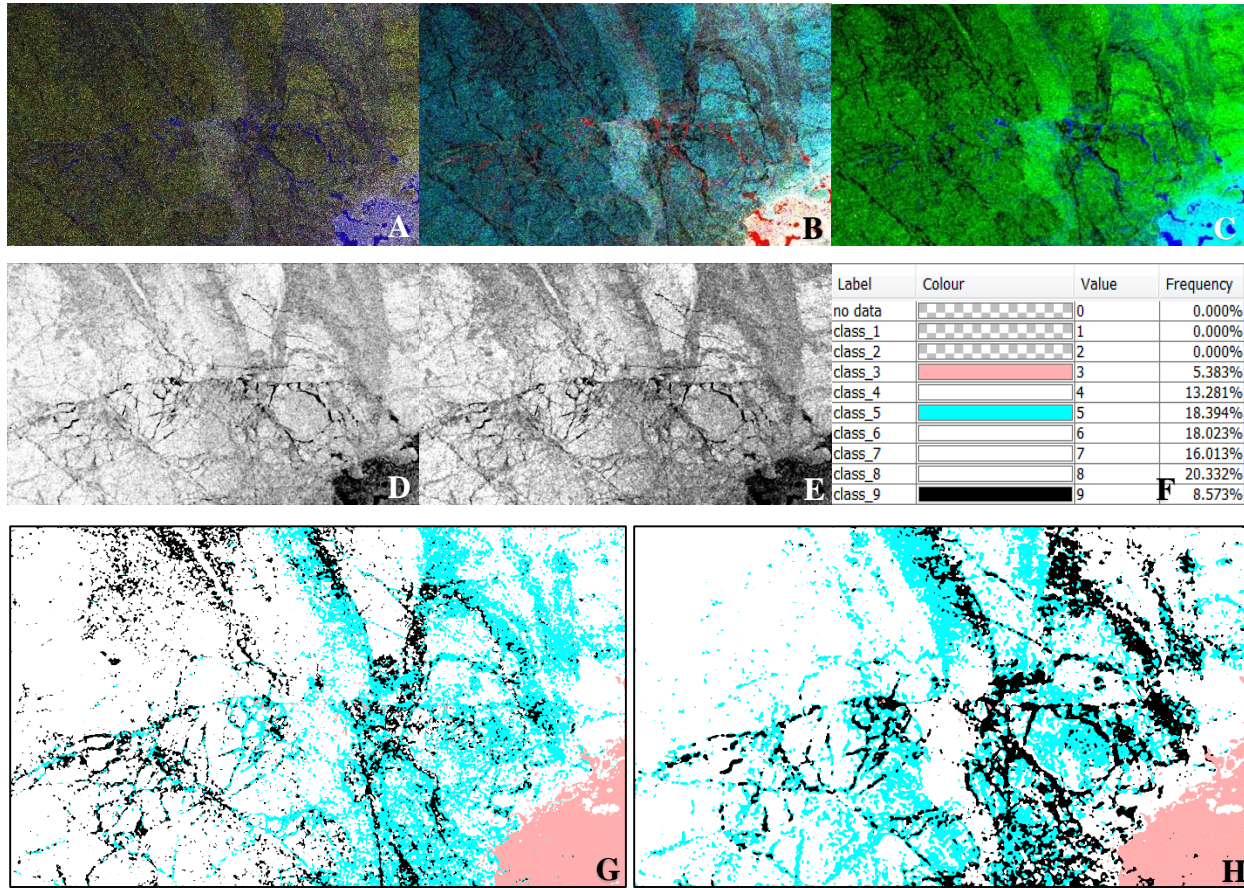 A
B
C
D
E
Label Colour Value Frequency
no data 0 0.000%
class_1 1 0.000%
class_2 2 0.000%
class_3 3 5.383%
class_4 4 13.281%
class_5 5 18.394%
class_6 6 18.023%
class_7 7 16.013%
class_8 8 20.332%
class_9 9 8.573%
F
G
H